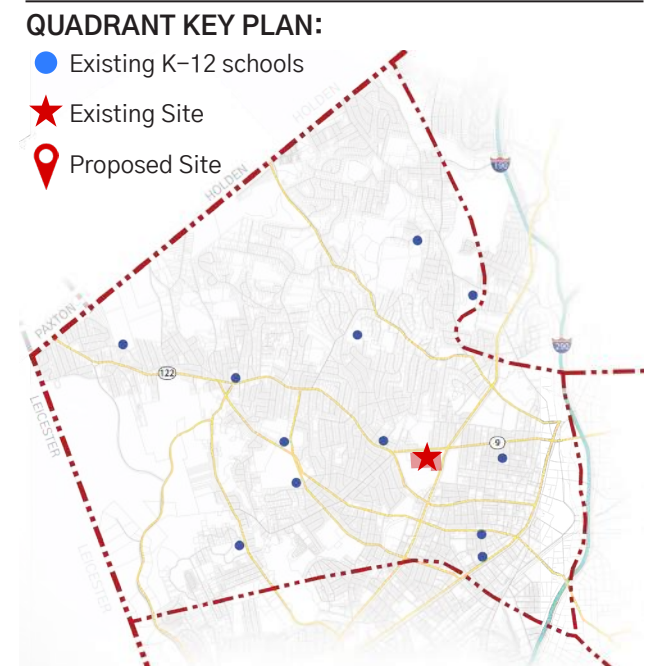 QUADRANT KEY PLAN:
Existing K-12 schools
Existing Site
Proposed Site
HOLDEN
HOLDEN
190
PAXTON
290
122
LEICESTER
9
LEICESTER